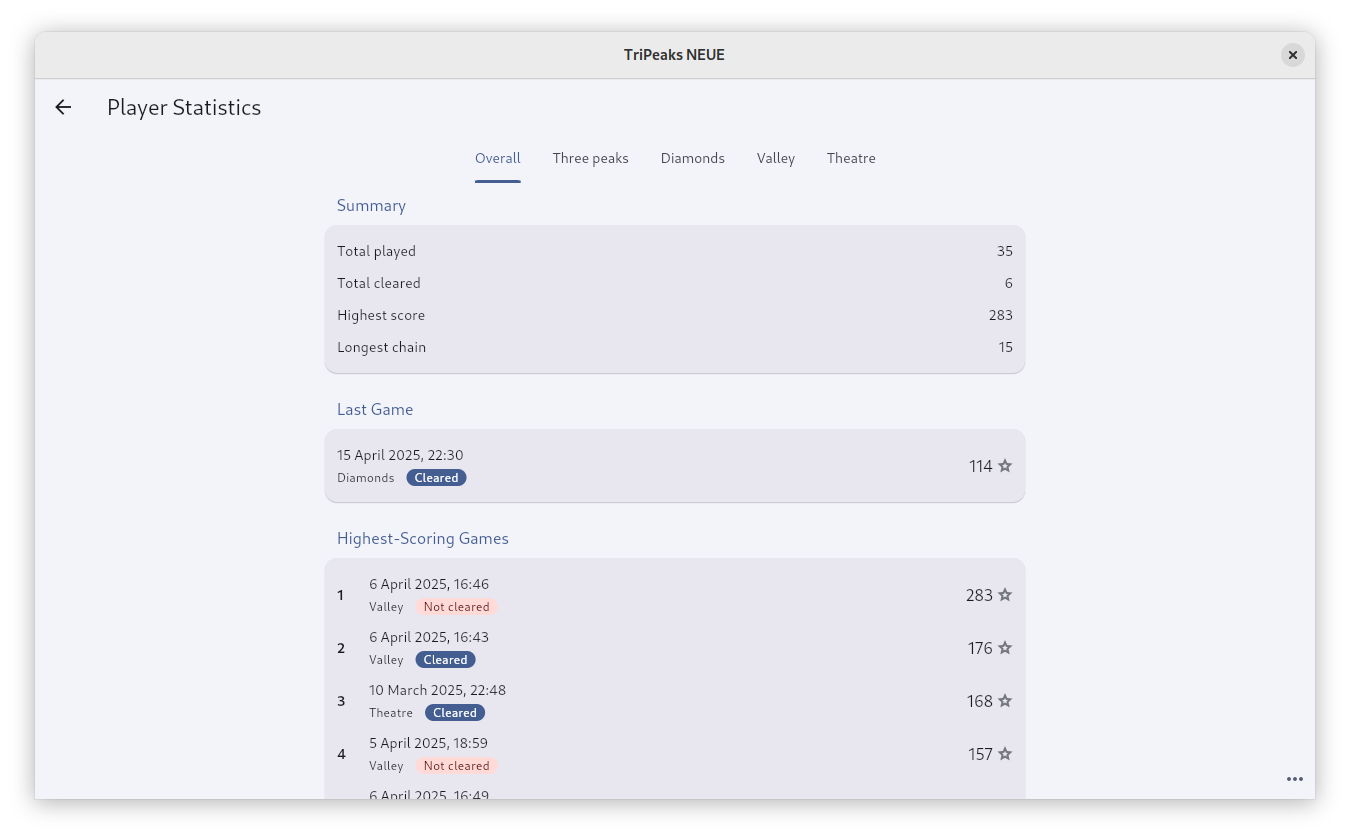 TriPeaks NEUE
Player Statistics
Overall Three peaks Diamonds Valley Theatre
Summary
Total played 35
Total cleared 6
Highest score 283
Longest chain 15
Last Game
15 April 2025, 22:30
Diamonds Cleared
114
Highest-Scoring Games
1 6 April 2025, 16:46
Valley Not cleared
283
2 6 April 2025, 16:43
Valley Cleared
176
3 10 March 2025, 22:48
Theatre Cleared
168
4 5 April 2025, 18:59
Valley Not cleared
157
6 April 2025, 16:49